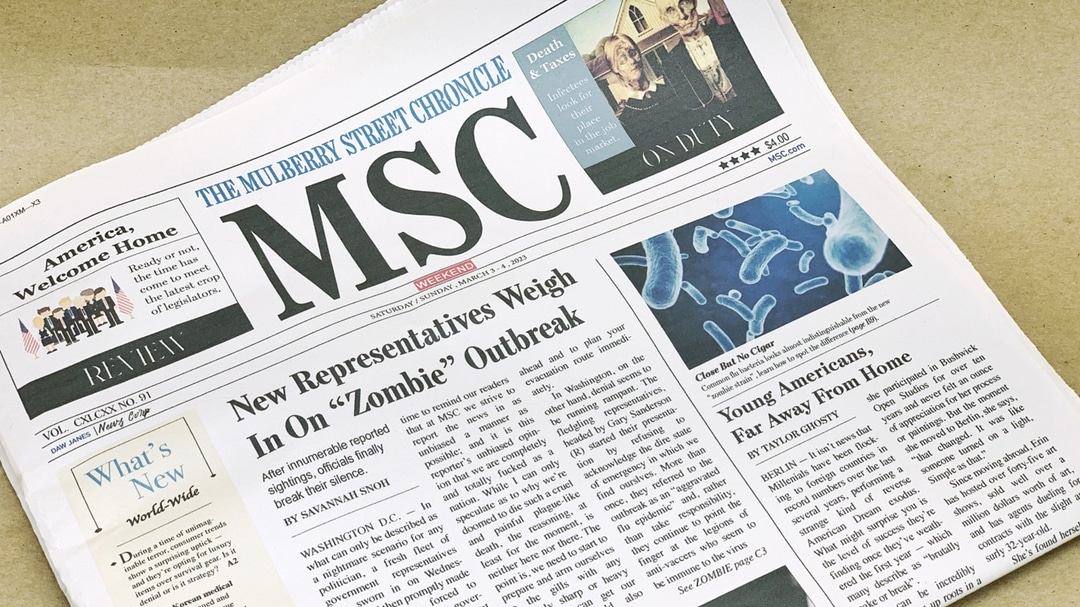 A01XM—X3
America,
Welcome Home
Ready or not,
the time has
come to meet
the latest crop
of legislators.
REVIEW
THE MULBERRY STREET CHRONICLE
MSC
WEEKEND
SATURDAY / SUNDAY, MARCH 3 - 4, 2023
Death
& Taxes
Infectees
look for
their
place
in the job
market.
ON DUTY
★★★★ $4.00
MSC.com
VOL. CXLCXX NO. 91
DAW JANES | News Corp
What's
New
World-Wide
During a time of unimag-
inable terror, consumer trends
show a surprising uptick —
and they're opting for luxury
items over survival goods. Is it
denial or is it strategy? A2
Korean medical
New Representatives Weigh
In On “Zombie” Outbreak
After innumerable reported
sightings, officials finally
break their silence.
BY SAVANNAH SNOH
WASHINGTON D.C. — In
what can only be described as
a nightmare scenario for any
politician, a fresh fleet of
government representatives
sworn in on Wednes-
then promptly made
forced to
time to remind our readers
that at MSC we strive to
report the news in as
unbiased a manner as
possible; and it is this
reporter's unbiased opin-
ion that we are completely
and totally fucked as a
species. While I can only
speculate as to why we're
doomed to die such a cruel
and painful plague-like
death, the reasoning, at
least for the moment, is
neither here nor there. The
point is, we need to start to
prepare and arm ourselves
to the gills with any
sharp or heavy
can get our
also
ahead and to plan your
evacuation route immedi-
ately.
In Washington, on the
other hand, denial seems to
be running rampant. The
fledgling representatives,
headed by Gary Sanderson
(R) started their presenta-
tion by refusing to
acknowledge the dire state
of emergency in which we
find ourselves. More than
once, they referred to the
outbreak as an “aggravated
flu epidemic” and, rather
than take responsibility,
they continue to point the
finger at the legions of
anti-vaccers who seem to
be immune to the virus
See ZOMBIE page C3
Close But No Cigar
Common flu bacteria looks almost indistinguishable from the new
“zombie strain”, learn how to spot the difference (page B9).
Young Americans,
Far Away From Home
BY TAYLOR GHOSTY
BERLIN — It isn't news that
Millenials have been flock-
ing to foreign countries in
record numbers over the last
several years, performing a
strange kind of reverse
American Dream exodus.
What might surprise you is
the level of success they're
finding once they've weath-
ered the first year — which
many describe as “brutally
make or break”.
incredibly
roots in a
she participated in Bushwick
Open Studios for over ten
years and never felt an ounce
of appreciation for her process
or paintings. But the moment
she moved to Berlin, she says,
“that changed. It was like
someone turned on a light.
Simple as that.”
Since moving abroad, Erin
has hosted over forty-five art
shows, sold well over a
million dollars worth of art,
and has agents dueling for
contracts with the slight
surly 32-year-old.
She's found herse